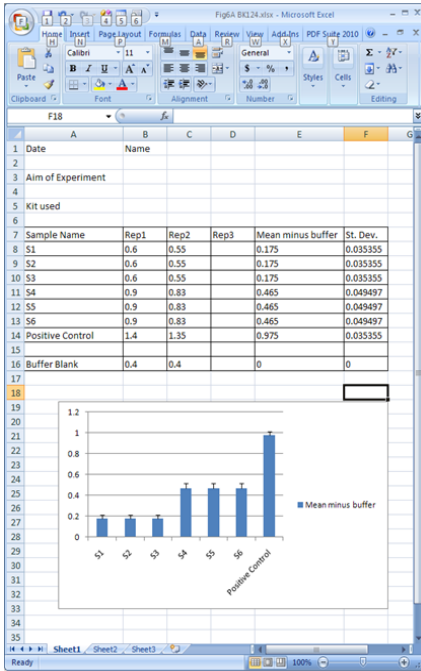 Fig6A BK124.xlsx - Microsoft Excel
1 2 3 4 5 6
Home Insert Page Layout Formulas Data Review View Add-Ins PDF Suite 2010
F H N P M A R W X
Paste Calibri 11 General Styles Cells
B I U A A $ % ,
Clipboard Font Alignment Number Editing
F18 fx
A B C D E F G
1 Date Name
2
3 Aim of Experiment
4
5 Kit used
6
7 Sample Name Rep1 Rep2 Rep3 Mean minus buffer St. Dev.
8 S1 0.6 0.55 0.175 0.035355
9 S2 0.6 0.55 0.175 0.035355
10 S3 0.6 0.55 0.175 0.035355
11 S4 0.9 0.83 0.465 0.049497
12 S5 0.9 0.83 0.465 0.049497
13 S6 0.9 0.83 0.465 0.049497
14 Positive Control 1.4 1.35 0.975 0.035355
15
16 Buffer Blank 0.4 0.4 0 0
17
18
19
20
21
22
23
24
25
26
27
28
29
30
31
32
33
34
35
1.2
1
0.8
0.6
0.4
0.2
0
Mean minus buffer
S1 S2 S3 S4 S5 S6 Positive Control
Sheet1 Sheet2 Sheet3
Ready 100%